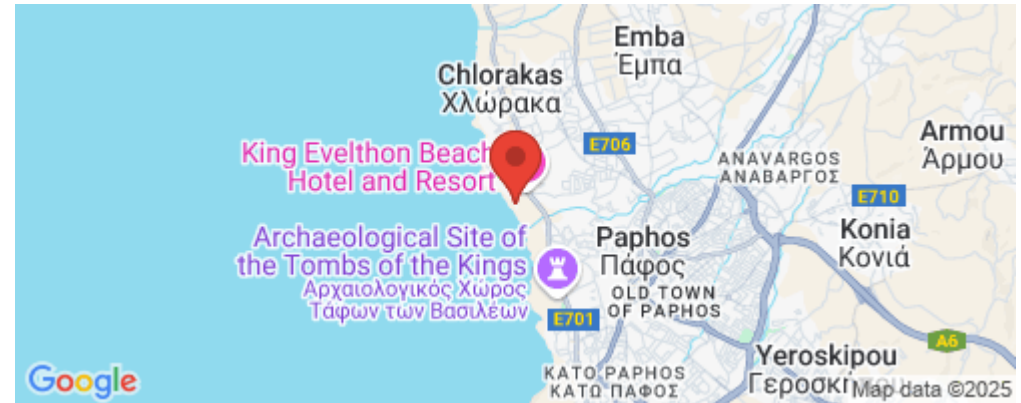 Emba
Έμπα
Chlorakas
Χλώρακα
Armou
Άρμου
E706
King Evelthon Beach
Hotel and Resort
ANAVARGOS
ΑΝΑΒΑΡΓΟΣ
E710
Konia
Κονιά
Archaeological Site of
the Tombs of the Kings
Αρχαιολογικός Χώρος
Τάφων των Βασιλέων
Paphos
Πάφος
OLD TOWN
OF PAPHOS
E701
A6
Yeroskipou
KATO PAPHOS
ΚΑΤΩ ΠΑΦΟΣ
Google
Map data ©2025